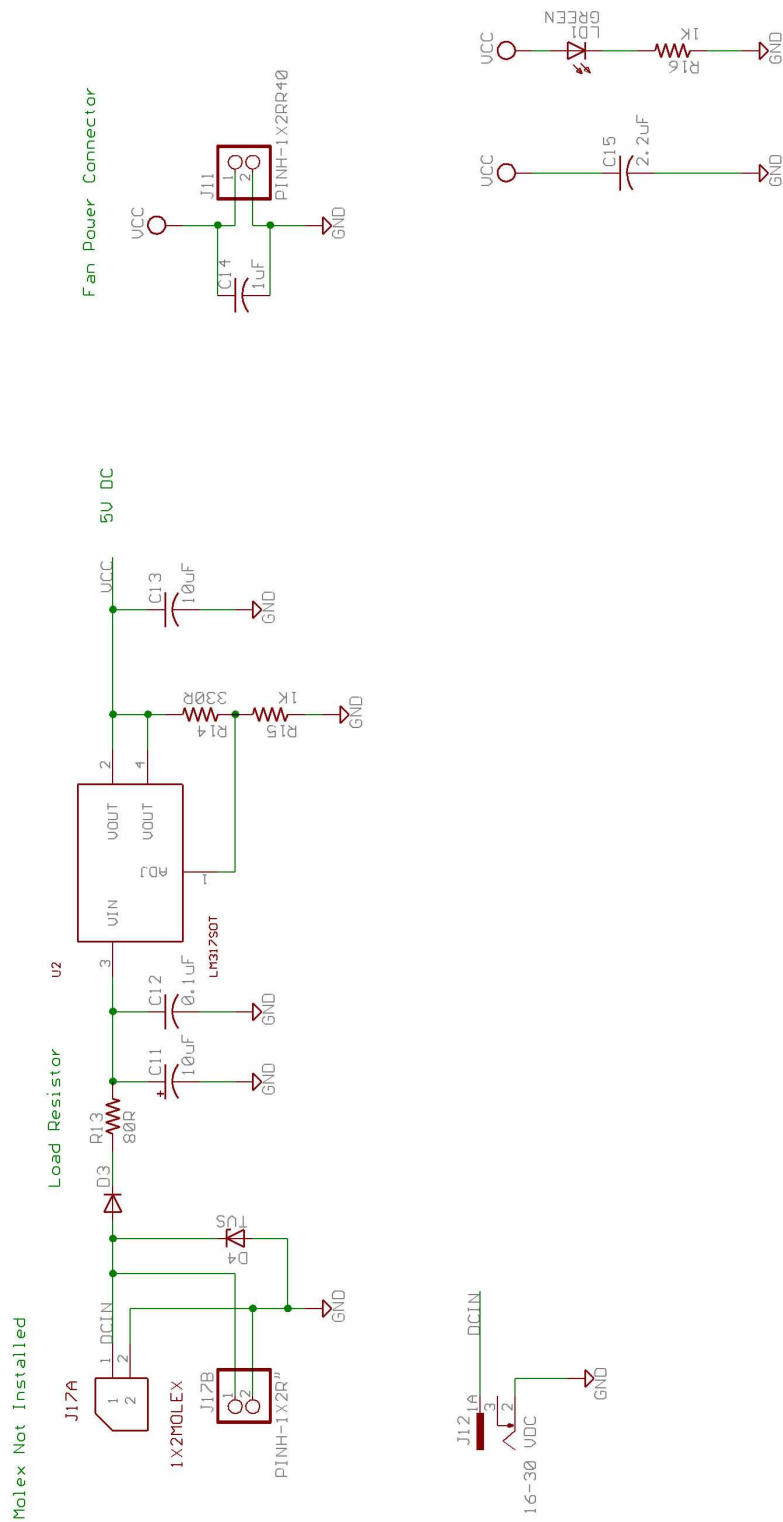 Molex Not Installed
J17A
1
2
1
2
DCIN
1X2MOLEX
J17B
1
2
PINH-1X2R"
GND
D4
TVS
D3
Load Resistor
R13
80R
C11
10uF
+
GND
C12
0.1uF
GND
U2
3
VIN
ADJ
1
VOUT
VOUT
2
4
LM317SOT
R14
330R
R15
1K
GND
VCC
C13
10uF
GND
5V DC
Fan Power Connector
VCC
J11
1
2
PINH-1X2RR40
C14
1uF
GND
J12
1A
3
2
DCIN
16-30 VDC
GND
VCC
C15
2.2uF
GND
VCC
LD1
GREEN
R16
1K
GND